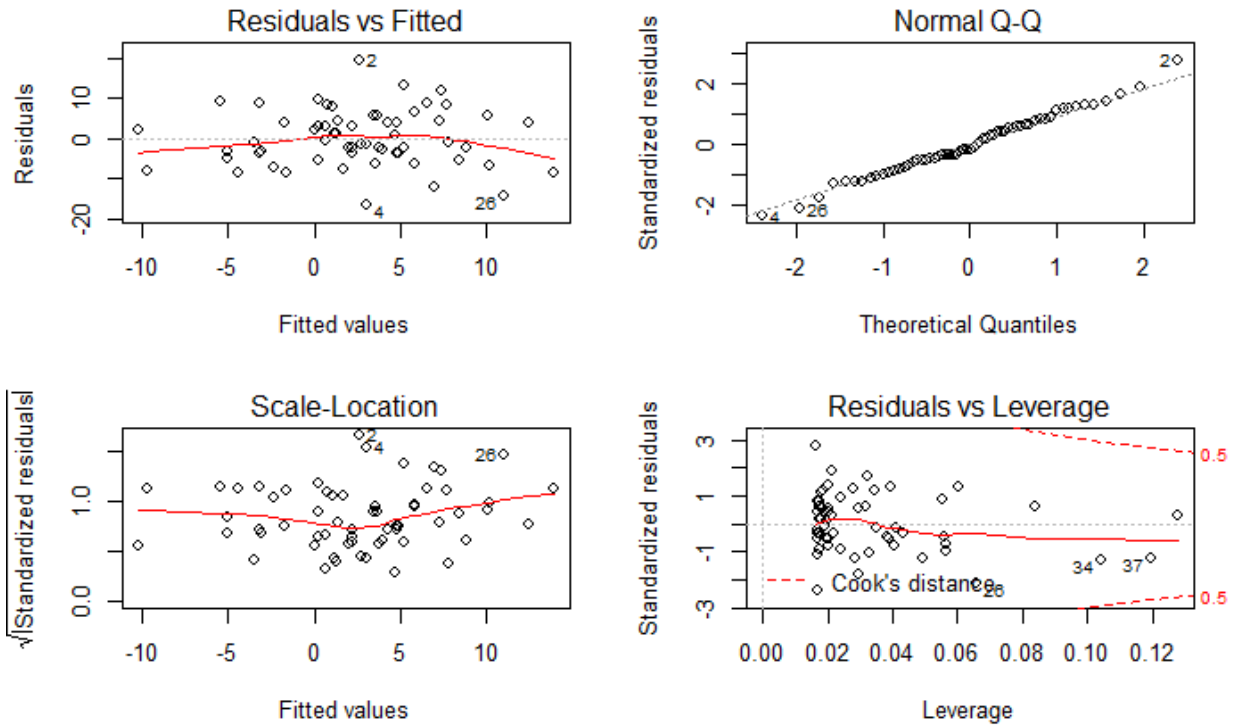 Residuals vs Fitted
Residuals
10
0
-20
2
4
26
-10 -5 0 5 10
Fitted values
Normal Q-Q
Standardized residuals
2
0
-2
2
4
26
-2 -1 0 1 2
Theoretical Quantiles
Scale-Location
√|Standardized residuals|
1.0
0.0
2
4
26
-10 -5 0 5 10
Fitted values
Residuals vs Leverage
Standardized residuals
3
1
-1
-3
0.5
0.5
34
37
26
Cook's distance
0.00 0.02 0.04 0.06 0.08 0.10 0.12
Leverage